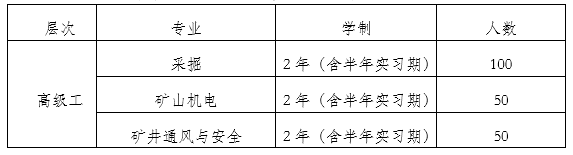 层次 专业 学制 人数
采掘 2年（含半年实习期） 100
高级工 矿山机电 2年（含半年实习期） 50
矿井通风与安全 2年（含半年实习期） 50